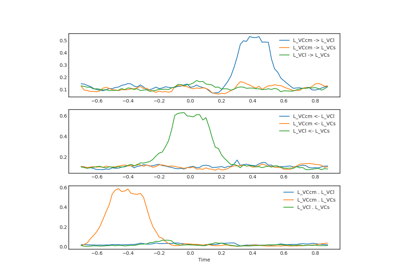 0.5
0.4
0.3
0.2
0.1
L_VCcm -> L_VCl
L_VCcm -> L_VCs
L_VCl -> L_VCs
−0.6 −0.4 −0.2 0.0 0.2 0.4 0.6 0.8
0.6
0.4
0.2
L_VCcm <- L_VCl
L_VCcm <- L_VCs
L_VCl <- L_VCs
−0.6 −0.4 −0.2 0.0 0.2 0.4 0.6 0.8
0.6
0.4
0.2
0.0
L_VCcm . L_VCl
L_VCcm . L_VCs
L_VCl . L_VCs
−0.6 −0.4 −0.2 0.0 0.2 0.4 0.6 0.8
Time